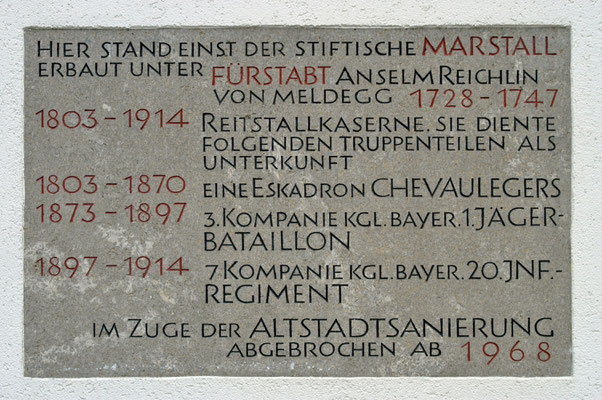 HIER STAND EINST DER STIFTISCHE MARSTALL
ERBAUT UNTER FÜRSTABT ANSELM REICHLIN
VON MELDEGG 1728-1747
1803-1914 REITSTALLKASERNE. SIE DIENTE
FOLGENDEN TRUPPENTEILEN ALS
UNTERKUNFT
1803-1870 EINE ESKADRON CHEVAULEGERS
1873-1897 3. KOMPANIE KGL. BAYER. 1. JÄGER-
BATAILLON
1897-1914 7. KOMPANIE KGL. BAYER. 20. JNF.-
REGIMENT
IM ZUGE DER ALTSTADTSANIERUNG
ABGEBROCHEN AB 1968